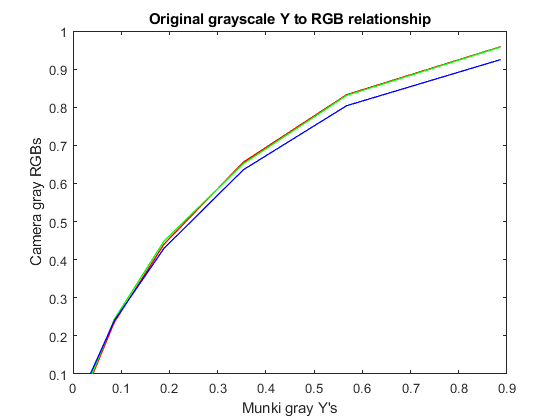 Original grayscale Y to RGB relationship
1
0.9
0.8
0.7
0.6
0.5
0.4
0.3
0.2
0.1
Camera gray RGBs
0 0.1 0.2 0.3 0.4 0.5 0.6 0.7 0.8 0.9
Munki gray Y's